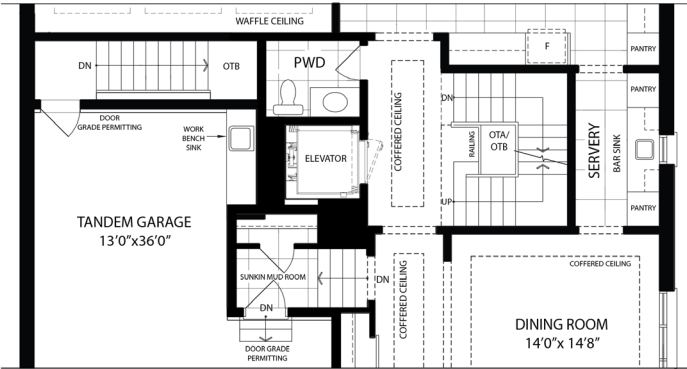 WAFFLE CEILING
F
PANTRY
DN
OTB
PWD
DN
COFFERED CEILING
PANTRY
DOOR
GRADE PERMITTING
WORK
BENCH
SINK
ELEVATOR
RAILING
OTA/
OTB
SERVERY
BAR SINK
UP
PANTRY
TANDEM GARAGE
13'0"x36'0"
SUNKIN MUD ROOM
DN
DN
COFFERED CEILING
COFFERED CEILING
DINING ROOM
14'0"x 14'8"
DOOR GRADE
PERMITTING